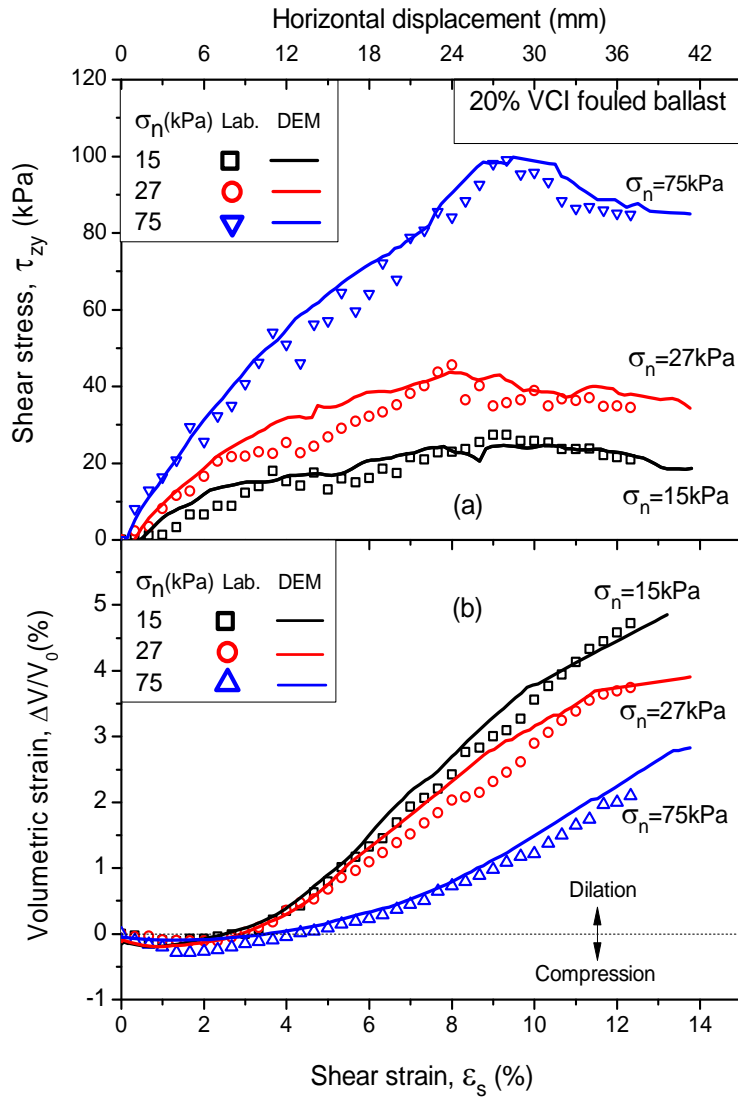 Horizontal displacement (mm)
0 6 12 18 24 30 36 42
120
100
80
60
40
20
0
Shear stress, τzy (kPa)
σn(kPa) Lab. DEM
15
27
75
20% VCI fouled ballast
σn=75kPa
σn=27kPa
σn=15kPa
(a)
5
4
3
2
1
0
-1
Volumetric strain, ΔV/V0(%)
σn(kPa) Lab. DEM
15
27
75
(b)
σn=15kPa
σn=27kPa
σn=75kPa
Dilation
Compression
0 2 4 6 8 10 12 14
Shear strain, εs (%)